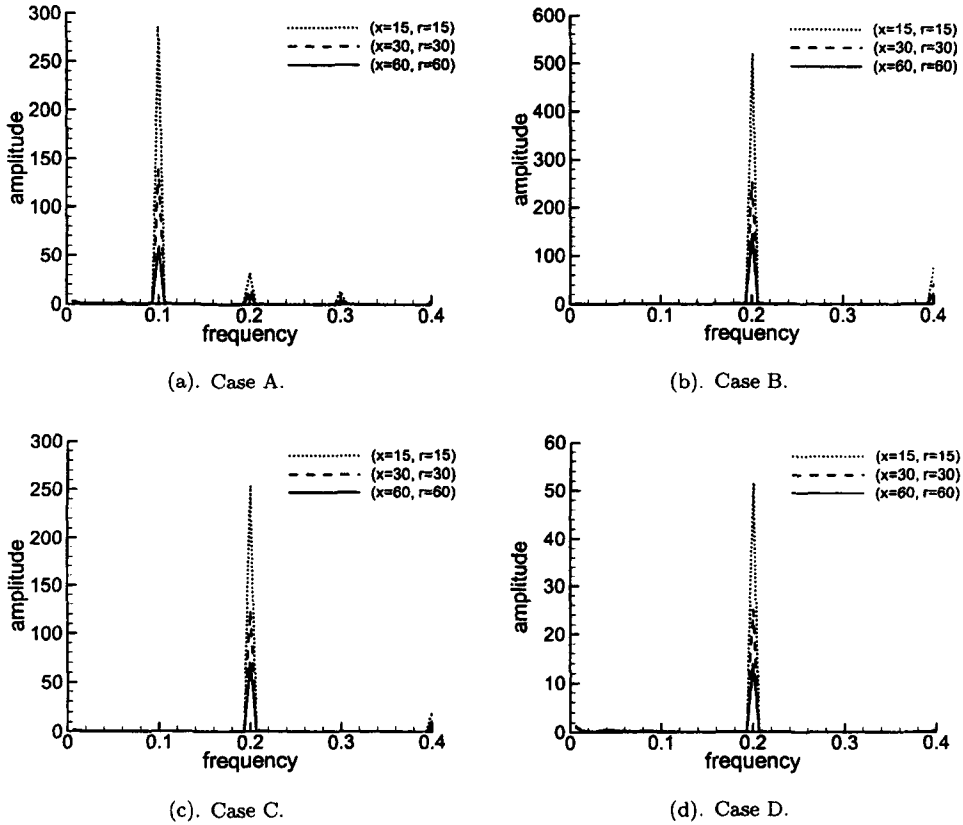 300
250
200
150
100
50
0
amplitude
0
0.1
0.2
0.3
0.4
frequency
(x=15, r=15)
(x=30, r=30)
(x=60, r=60)
(a). Case A.
600
500
400
300
200
100
0
amplitude
0
0.1
0.2
0.3
0.4
frequency
(x=15, r=15)
(x=30, r=30)
(x=60, r=60)
(b). Case B.
300
250
200
150
100
50
0
amplitude
0
0.1
0.2
0.3
0.4
frequency
(x=15, r=15)
(x=30, r=30)
(x=60, r=60)
(c). Case C.
60
50
40
30
20
10
0
amplitude
0
0.1
0.2
0.3
0.4
frequency
(x=15, r=15)
(x=30, r=30)
(x=60, r=60)
(d). Case D.